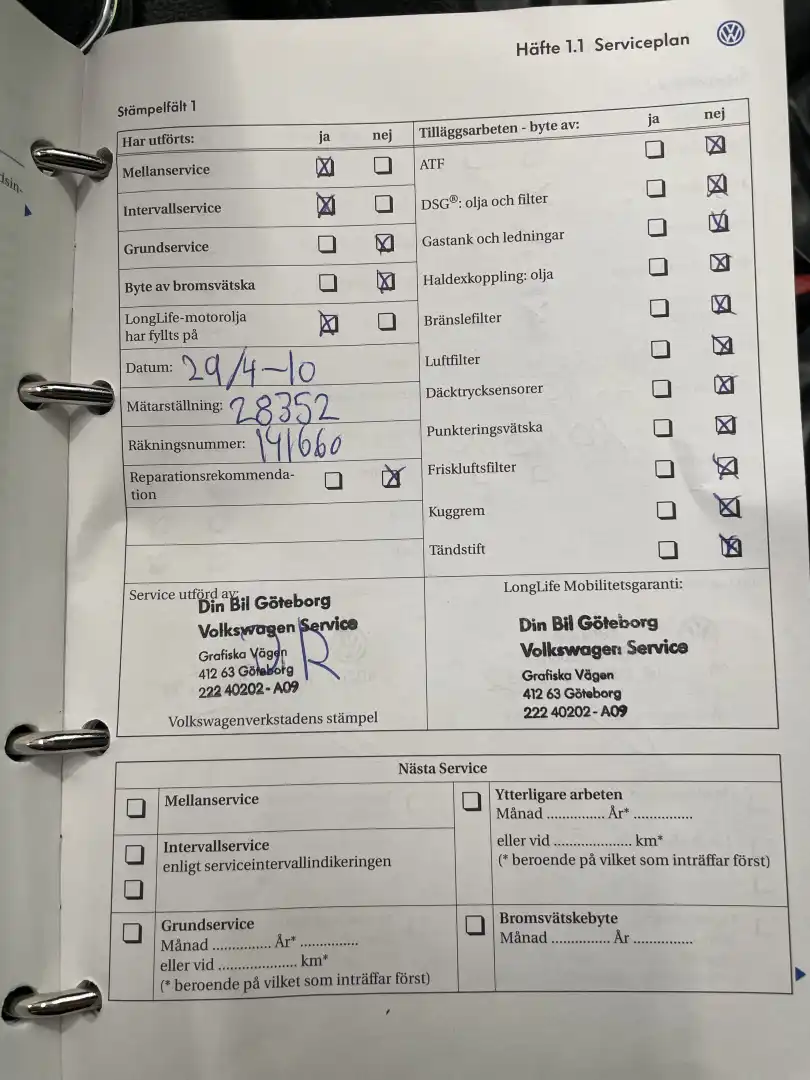 Häfte 1.1 Serviceplan
Stämpelfält 1
Har utförts: ja nej
Mellanservice
Intervallservice
Grundservice
Byte av bromsvätska
LongLife-motorolja
har fyllts på
Datum: 29/4-10
Mätarställning: 28352
Räkningsnummer: 141660
Reparationsrekommenda-
tion
Tilläggsarbeten - byte av: ja nej
ATF
DSG®: olja och filter
Gastank och ledningar
Haldexkoppling: olja
Bränslefilter
Luftfilter
Däcktrycksensorer
Punkteringsvätska
Friskluftsfilter
Kuggrem
Tändstift
Service utförd av:
Din Bil Göteborg
Volkswagen Service
Grafiska Vägen
412 63 Göteborg
222 40202 - A09
Volkswagenverkstadens stämpel
LongLife Mobilitetsgaranti:
Din Bil Göteborg
Volkswagen Service
Grafiska Vägen
412 63 Göteborg
222 40202 - A09
Nästa Service
Mellanservice
Intervallservice
enligt serviceintervallindikeringen
Grundservice
Månad ............... År* ...............
eller vid .................... km*
(* beroende på vilket som inträffar först)
Ytterligare arbeten
Månad ............... År* ...............
eller vid .................... km*
(* beroende på vilket som inträffar först)
Bromsvätskebyte
Månad ............... År ...............